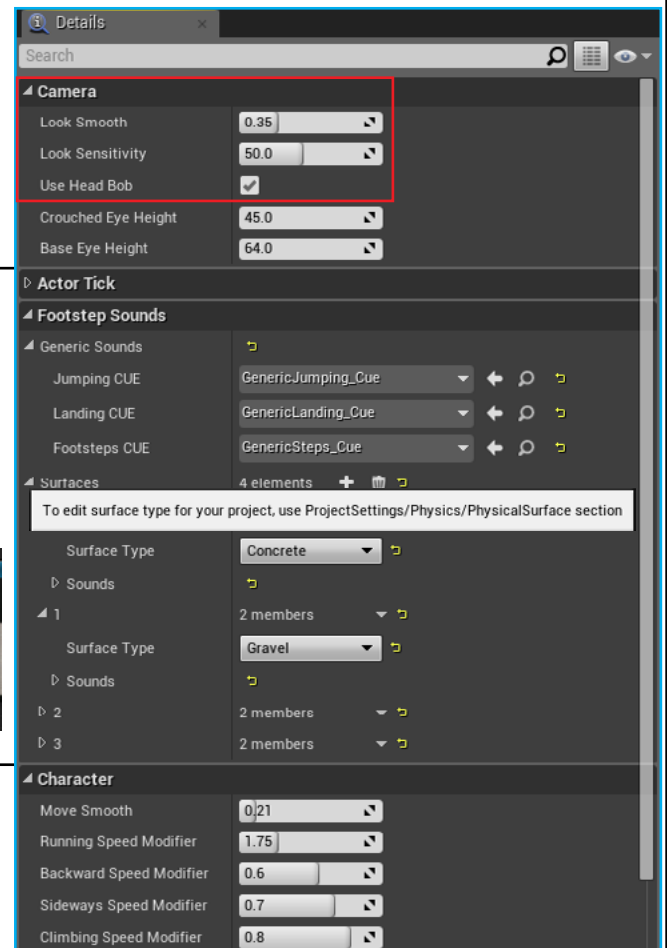 Details
Search
Camera
Look Smooth 0.35
Look Sensitivity 50.0
Use Head Bob
Crouched Eye Height 45.0
Base Eye Height 64.0
Actor Tick
Footstep Sounds
Generic Sounds
Jumping CUE GenericJumping_Cue
Landing CUE GenericLanding_Cue
Footsteps CUE GenericSteps_Cue
Surfaces 4 elements
To edit surface type for your project, use ProjectSettings/Physics/PhysicalSurface section
Surface Type Concrete
Sounds
1 2 members
Surface Type Gravel
Sounds
2 2 members
3 2 members
Character
Move Smooth 0.21
Running Speed Modifier 1.75
Backward Speed Modifier 0.6
Sideways Speed Modifier 0.7
Climbing Speed Modifier 0.8